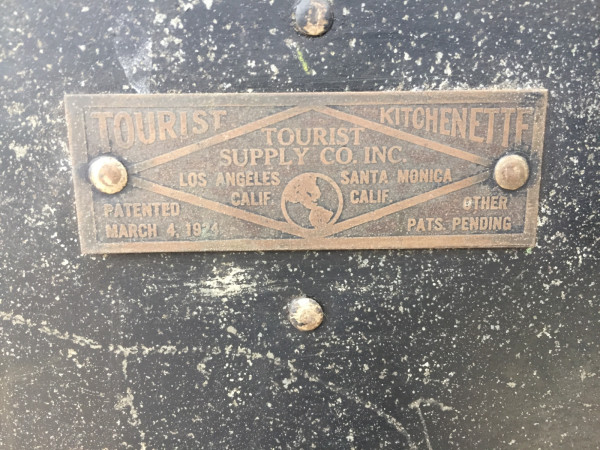 TOURIST KITCHENETTE
TOURIST
SUPPLY CO. INC.
LOS ANGELES SANTA MONICA
CALIF. CALIF.
PATENTED OTHER
MARCH 4, 1924 PATS. PENDING